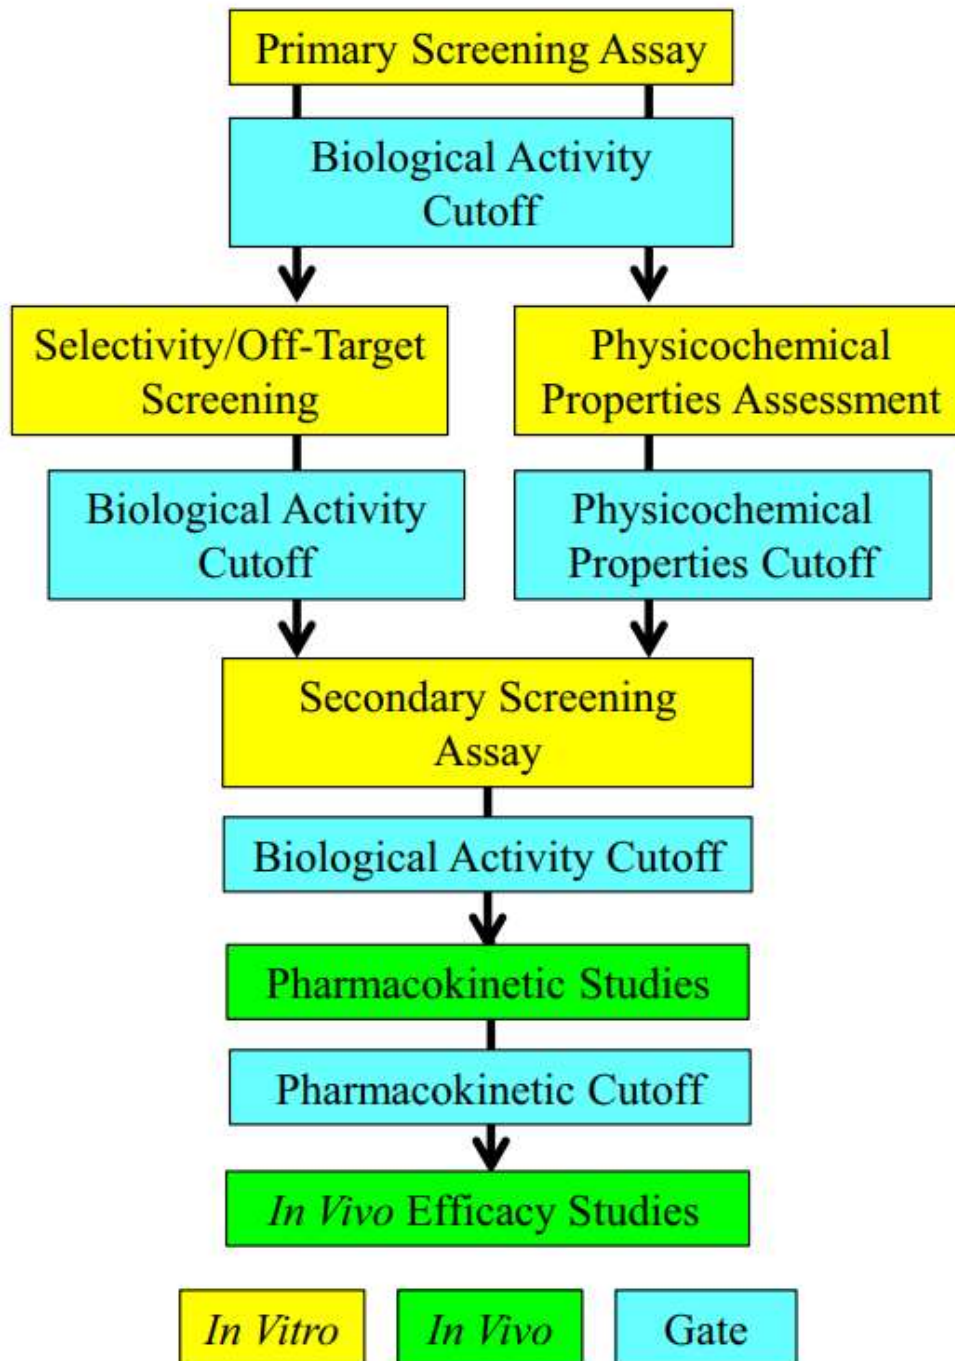 Primary Screening Assay
Biological Activity
Cutoff
Selectivity/Off-Target
Screening
Physicochemical
Properties Assessment
Biological Activity
Cutoff
Physicochemical
Properties Cutoff
Secondary Screening
Assay
Biological Activity Cutoff
Pharmacokinetic Studies
Pharmacokinetic Cutoff
In Vivo Efficacy Studies
In Vitro
In Vivo
Gate